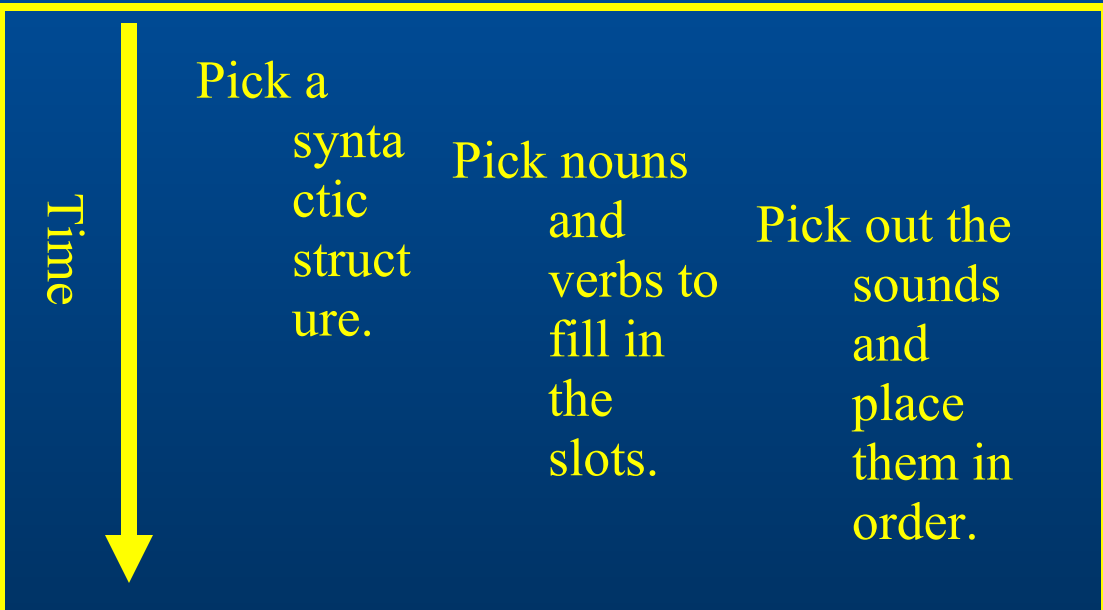 Time
Pick a
synta
ctic
struct
ure.
Pick nouns
and
verbs to
fill in
the
slots.
Pick out the
sounds
and
place
them in
order.